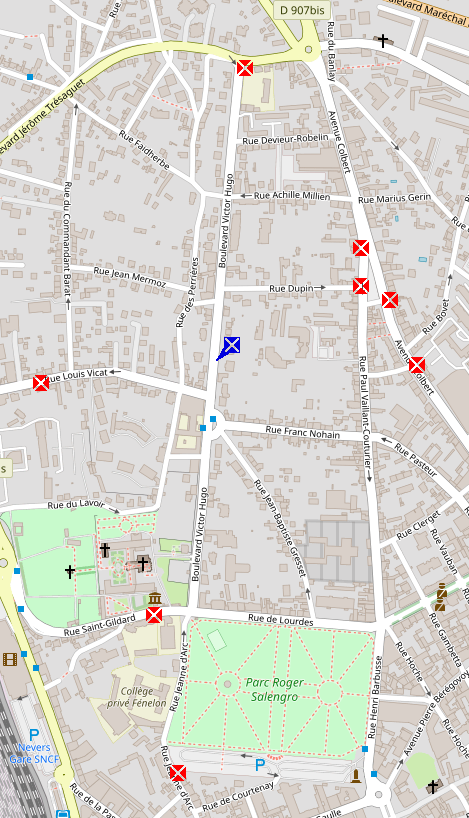 D 907bis
Boulevard Maréchal J
Rue
Rue du Banlay
Boulevard Jérôme Trésaguet
Avenue Colbert
Rue Faidherbe
Rue Devieur-Robelin
Rue Achille Millien
Rue Marius Gerin
Rue du Commandant Barat
Boulevard Victor Hugo
Rue des Perrières
Rue Jean Mermoz
Rue Dupin
Rue Bovet
Avenue Colbert
Rue Louis Vicat
Rue Paul Vaillant-Couturier
Rue Franc Nohain
Rue Pasteur
s
Rue Jean-Baptiste Gresset
Boulevard Victor Hugo
Rue du Lavoir
Rue Clerget
Rue Vauban
Rue Saint-Gildard
Rue de Lourdes
Rue Gambetta
Rue Hoche
Rue Jeanne d'Arc
Parc Roger
Salengro
Rue Henri Barbusse
Avenue Pierre Bérégovoy
Collège
privé Fénelon
Rue Hoche
P
Nevers
Gare SNCF
P
Rue Jeanne d'Arc
Rue de Courtenay
Rue de la Pa
Gaulle